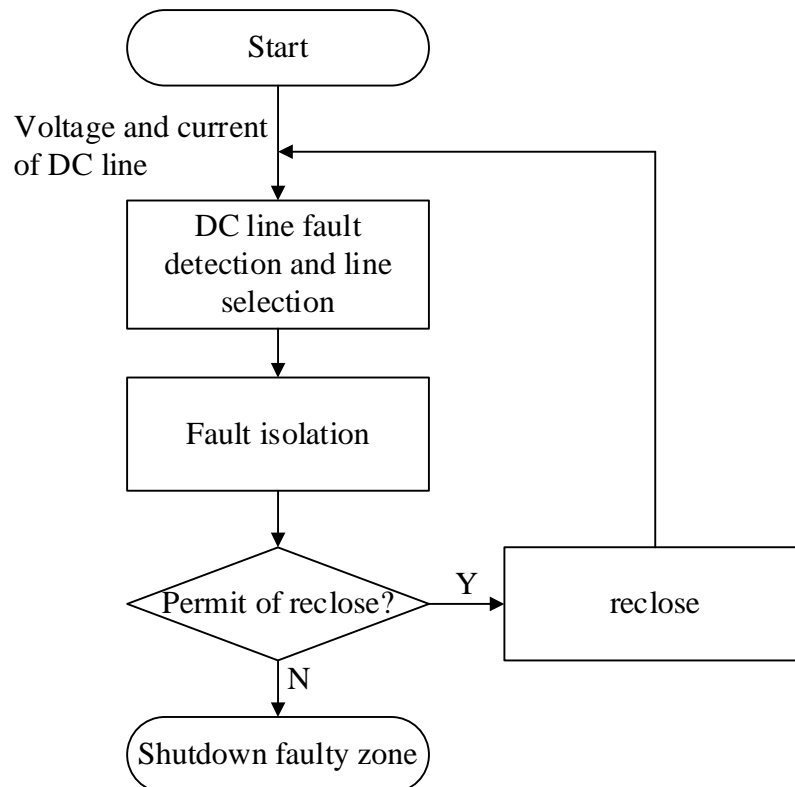 Start
Voltage and current
of DC line
DC line fault
detection and line
selection
Fault isolation
Permit of reclose?
Y
reclose
N
Shutdown faulty zone